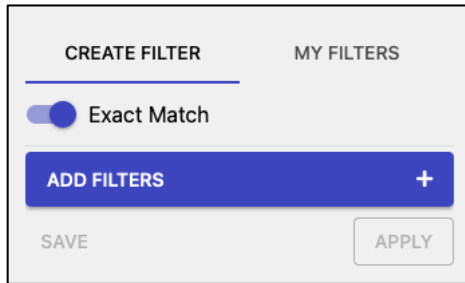 CREATE FILTER MY FILTERS
Exact Match
ADD FILTERS +
SAVE APPLY